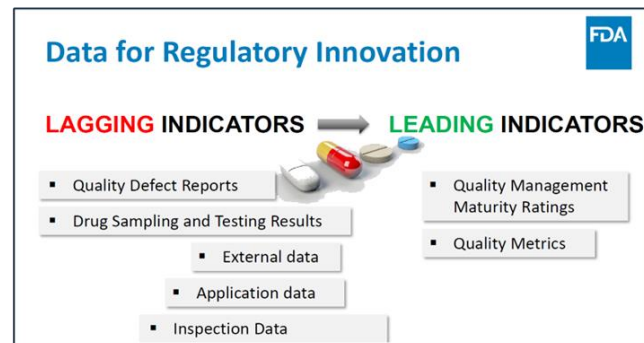 Data for Regulatory Innovation
FDA
LAGGING INDICATORS
LEADING INDICATORS
▪ Quality Defect Reports
▪ Drug Sampling and Testing Results
▪ External data
▪ Application data
▪ Inspection Data
▪ Quality Management
Maturity Ratings
▪ Quality Metrics